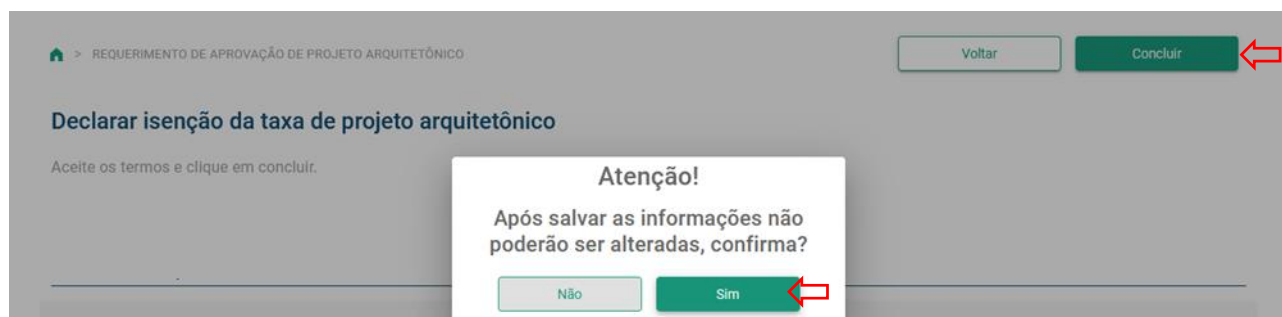 > REQUERIMENTO DE APROVAÇÃO DE PROJETO ARQUITETÔNICO
Voltar
Concluir
Declarar isenção da taxa de projeto arquitetônico
Aceite os termos e clique em concluir.
Atenção!
Após salvar as informações não
poderão ser alteradas, confirma?
Não
Sim